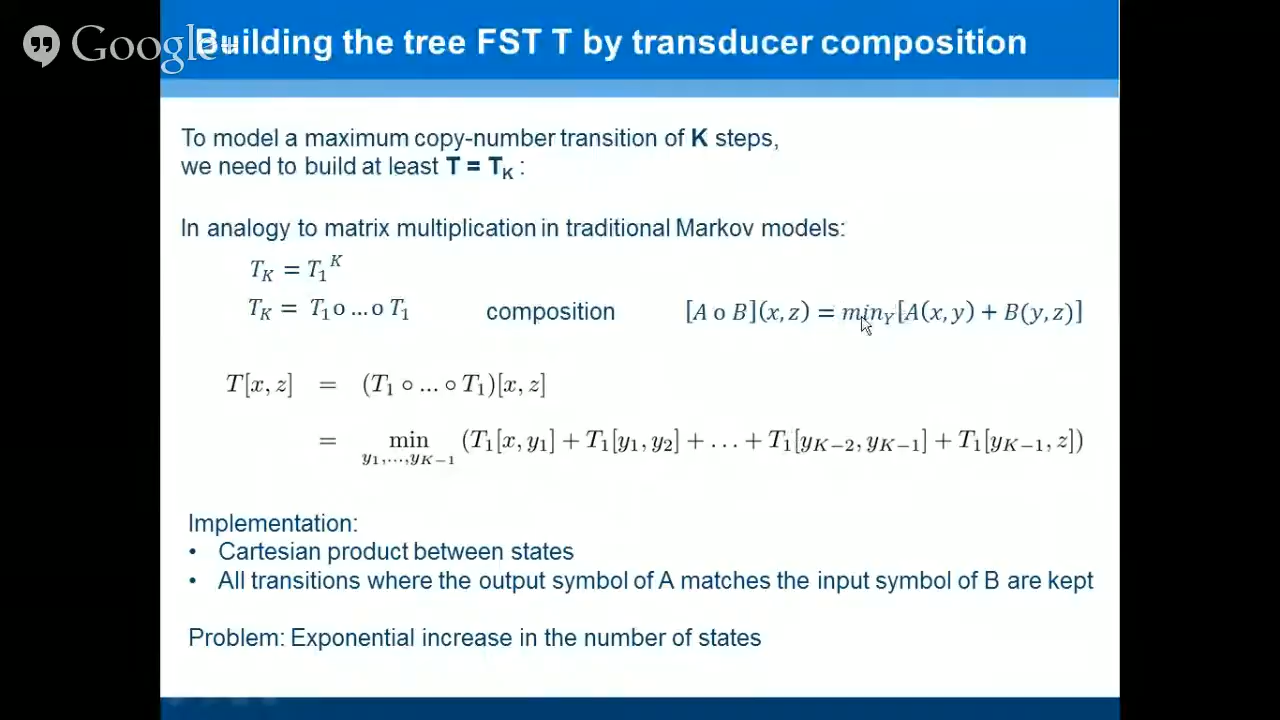 Google
Building the tree FST T by transducer composition
To model a maximum copy-number transition of K steps,
we need to build at least T = T_K :
In analogy to matrix multiplication in traditional Markov models:
T_K = T_1^K
T_K = T_1 o ... o T_1 composition [A o B](x, z) = min_Y[A(x, y) + B(y, z)]
T[x, z] = (T_1 ∘ ... ∘ T_1)[x, z]
= min (T_1[x, y_1] + T_1[y_1, y_2] + ... + T_1[y_{K−2}, y_{K−1}] + T_1[y_{K−1}, z])
y_1,...,y_{K−1}
Implementation:
• Cartesian product between states
• All transitions where the output symbol of A matches the input symbol of B are kept
Problem: Exponential increase in the number of states